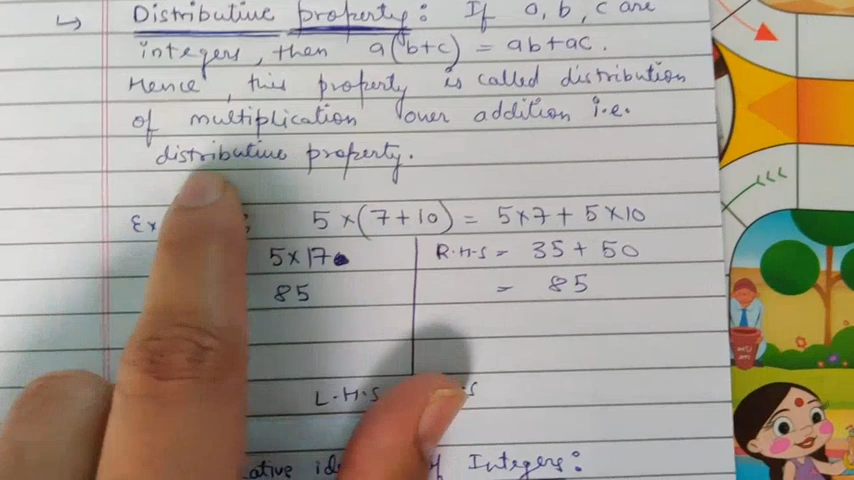 ↳ Distributive property: If a, b, c are
integers, then a(b+c) = ab+ac.
Hence, this property is called distribution
of multiplication over addition i.e.
distributive property.
5×(7+10) = 5×7 + 5×10
5×17 R.H.S = 35 + 50
85 = 85
L.H.S
of Integers: